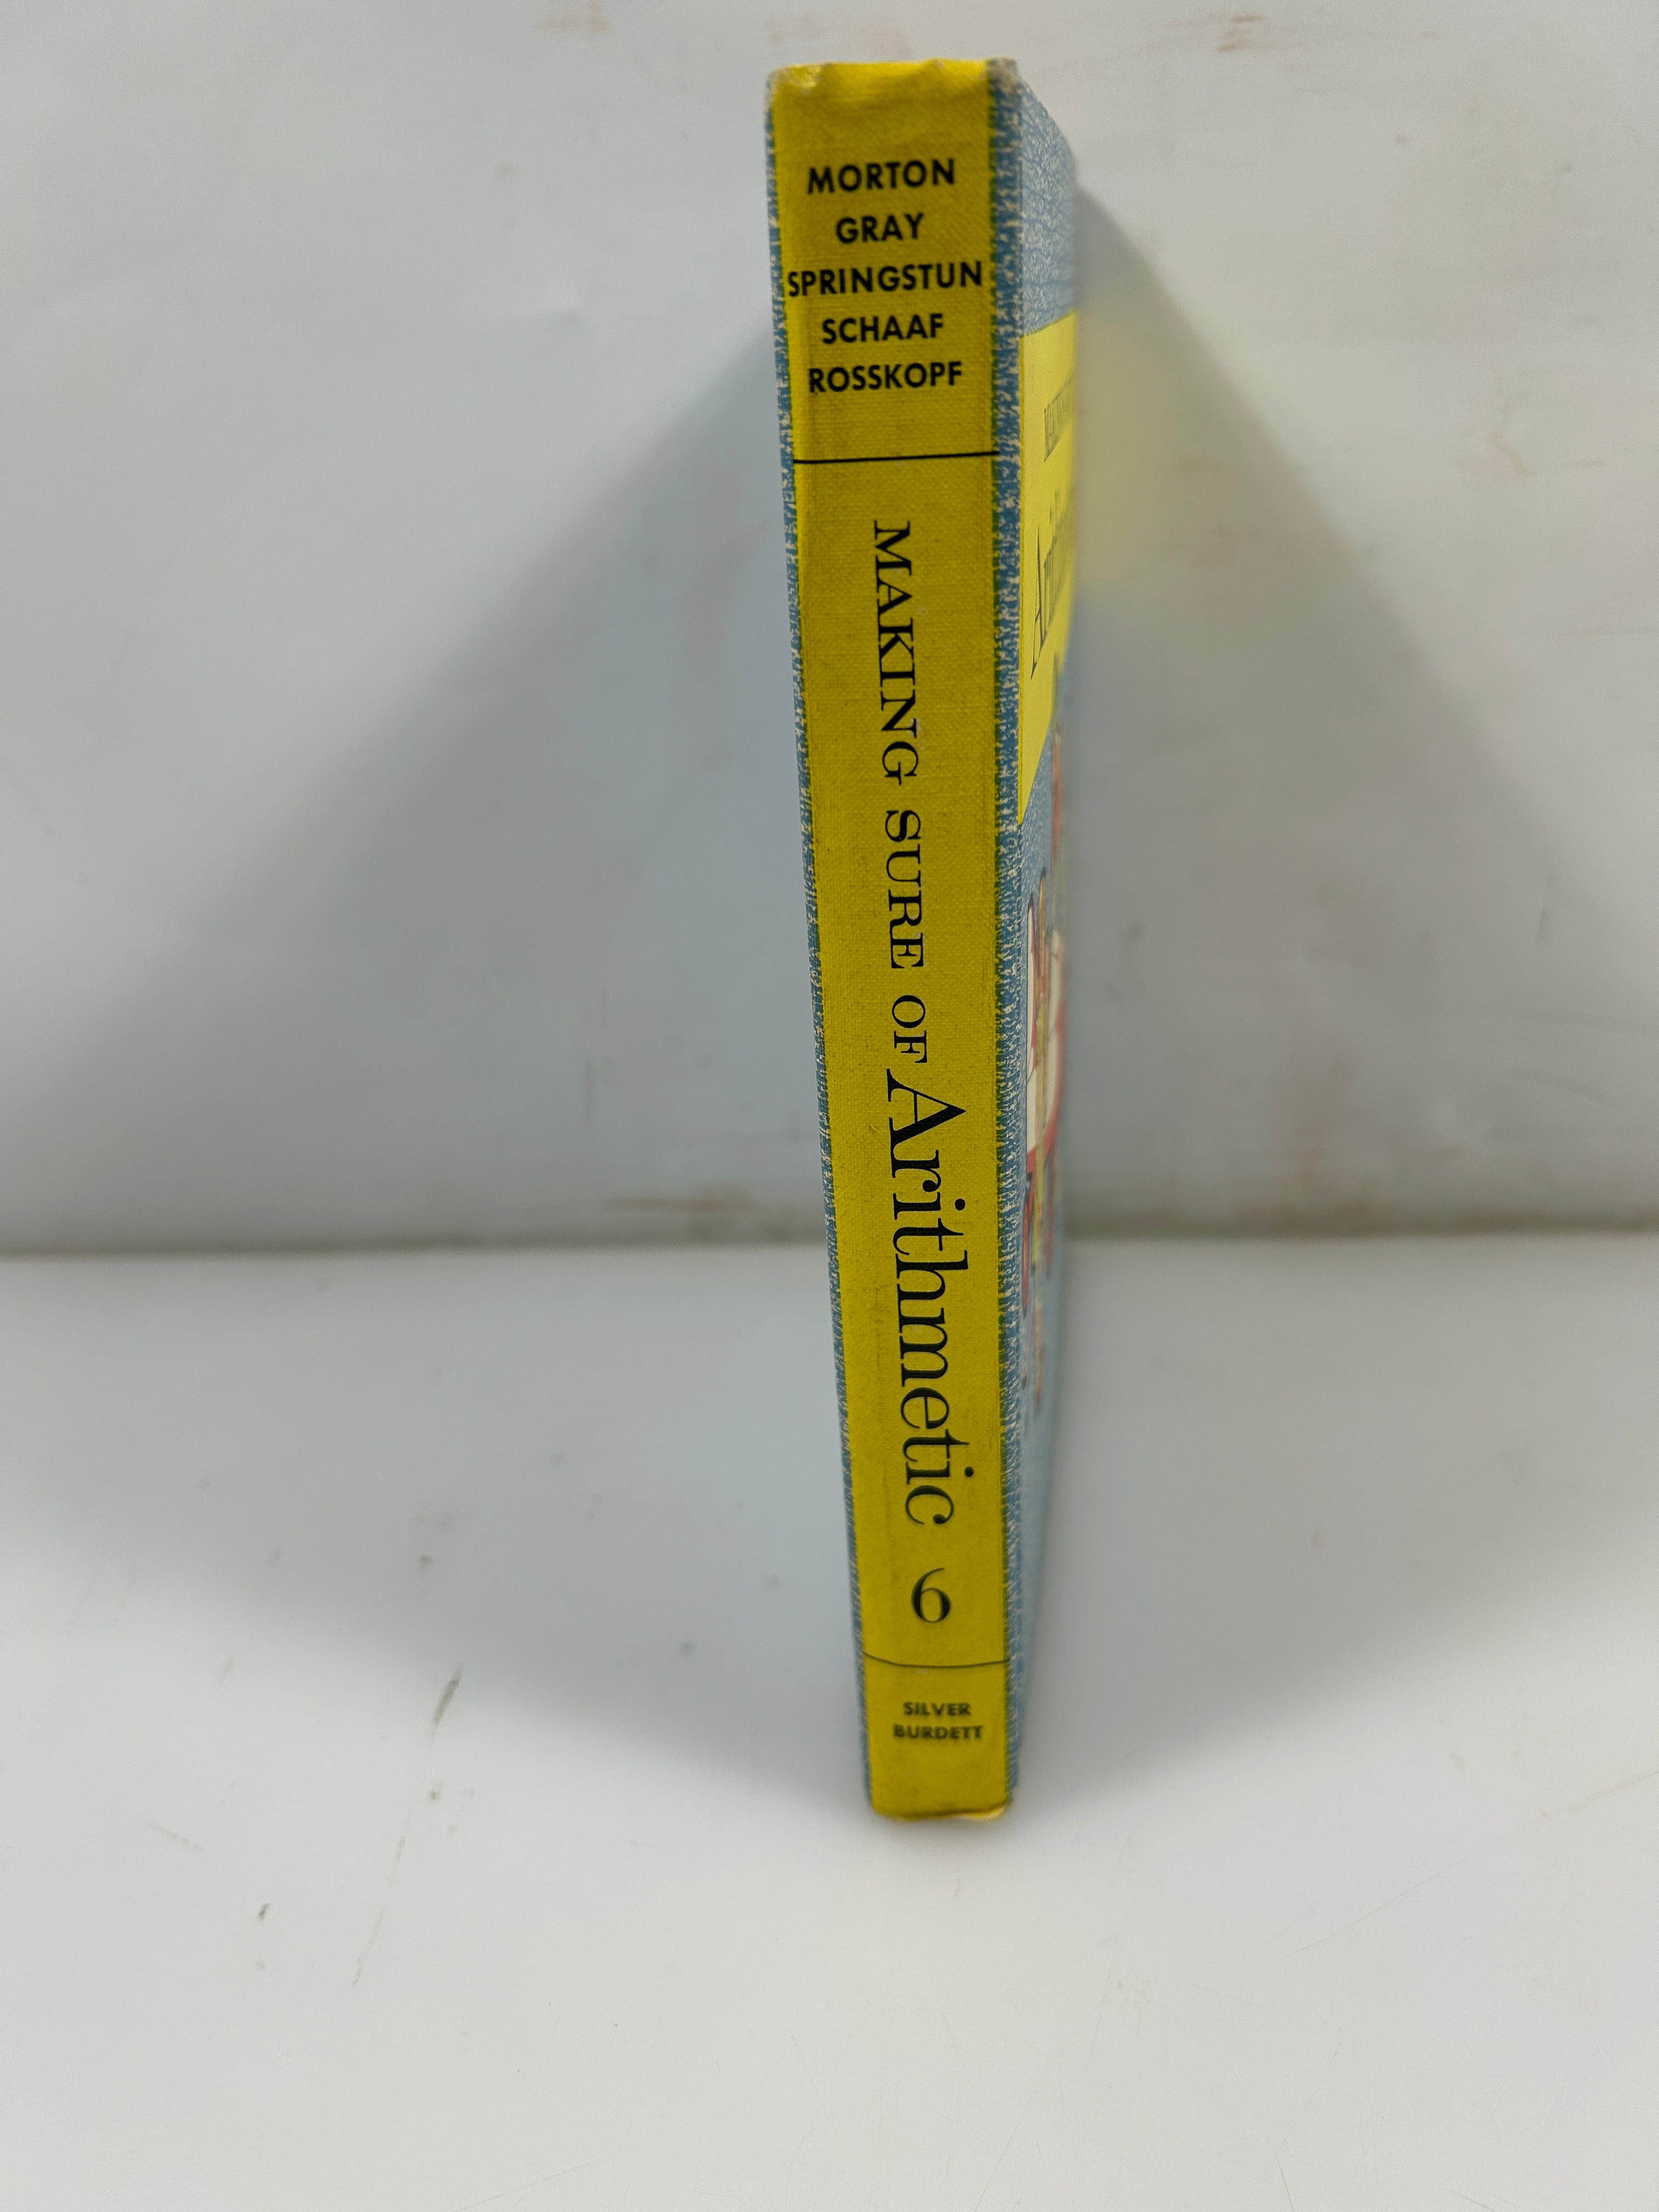 MORTON
GRAY
SPRINGSTUN
SCHAAF
ROSSKOPF
MAKING SURE OF Arithmetic 6
SILVER
BURDETT